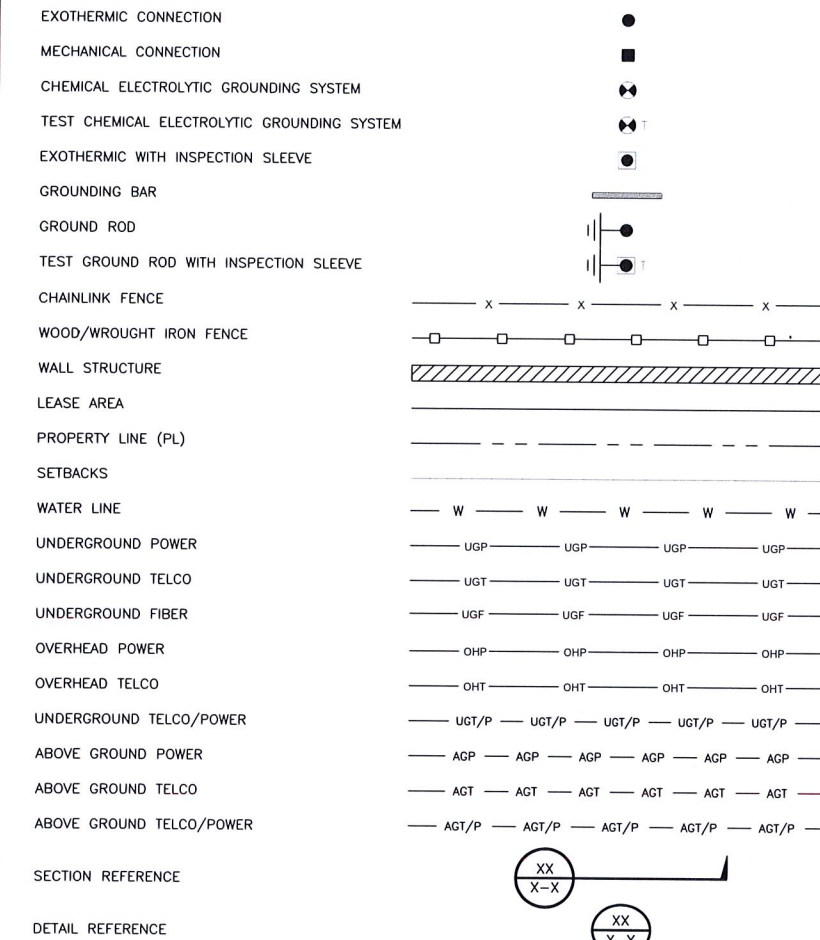 EXOTHERMIC CONNECTION
MECHANICAL CONNECTION
CHEMICAL ELECTROLYTIC GROUNDING SYSTEM
TEST CHEMICAL ELECTROLYTIC GROUNDING SYSTEM T
EXOTHERMIC WITH INSPECTION SLEEVE
GROUNDING BAR
GROUND ROD
TEST GROUND ROD WITH INSPECTION SLEEVE T
CHAINLINK FENCE X X X X
WOOD/WROUGHT IRON FENCE
WALL STRUCTURE
LEASE AREA
PROPERTY LINE (PL)
SETBACKS
WATER LINE W W W W W
UNDERGROUND POWER UGP UGP UGP UGP
UNDERGROUND TELCO UGT UGT UGT UGT
UNDERGROUND FIBER UGF UGF UGF UGF
OVERHEAD POWER OHP OHP OHP OHP
OVERHEAD TELCO OHT OHT OHT OHT
UNDERGROUND TELCO/POWER UGT/P UGT/P UGT/P UGT/P UGT/P
ABOVE GROUND POWER AGP AGP AGP AGP AGP AGP
ABOVE GROUND TELCO AGT AGT AGT AGT AGT AGT
ABOVE GROUND TELCO/POWER AGT/P AGT/P AGT/P AGT/P AGT/P
XX
SECTION REFERENCE X-X
XX
DETAIL REFERENCE X-X